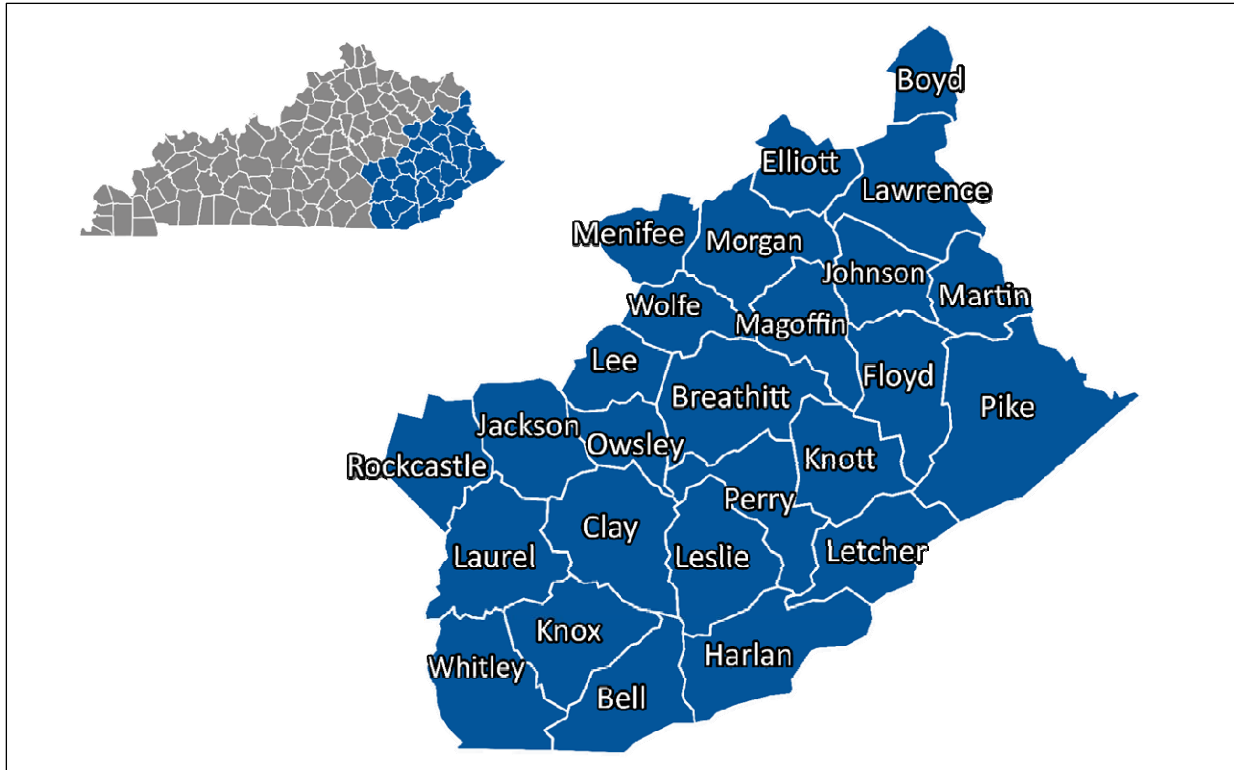 Boyd
Elliott
Lawrence
Menifee
Morgan
Johnson
Martin
Wolfe
Magoffin
Lee
Floyd
Breathitt
Pike
Jackson
Owsley
Knott
Rockcastle
Perry
Clay
Laurel
Leslie
Letcher
Knox
Harlan
Whitley
Bell